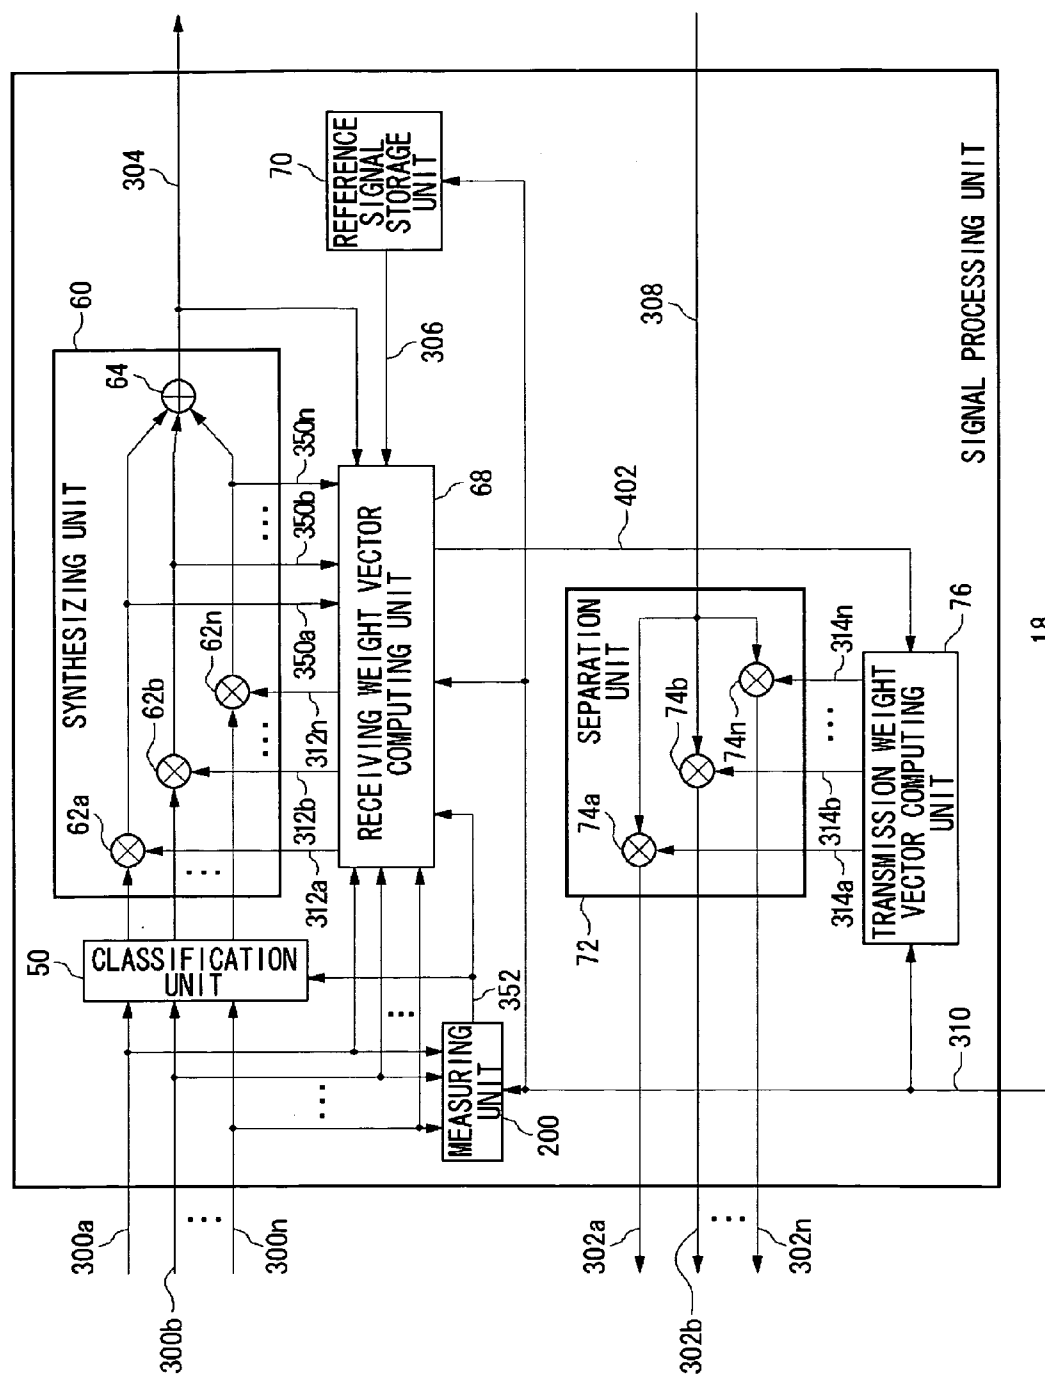 304
60
64
SYNTHESIZING UNIT
62a
62b
62n
...
...
...
350n
350b
350a
312n
312b
312a
70
REFERENCE
SIGNAL
STORAGE
UNIT
306
RECEIVING WEIGHT VECTOR
COMPUTING UNIT
68
50
CLASSIFICATION
UNIT
300a
300b
...
300n
...
...
MEASURING
UNIT
200
352
402
308
SEPARATION
UNIT
74a
74b
74n
72
302a
302b
...
302n
314n
...
314b
314a
76
TRANSMISSION WEIGHT
VECTOR COMPUTING
UNIT
310
SIGNAL PROCESSING UNIT
18